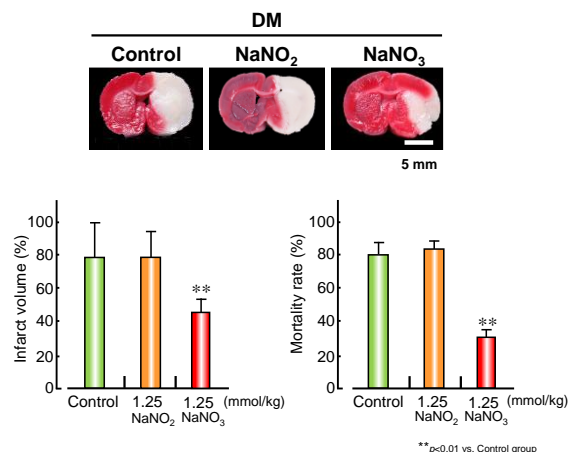 DM
Control NaNO₂ NaNO₃
5 mm
Infarct volume (%)
100
80
60
40
20
0
**
Control 1.25 NaNO₂ 1.25 NaNO₃ (mmol/kg)
Mortality rate (%)
100
80
60
40
20
0
**
Control 1.25 NaNO₂ 1.25 NaNO₃ (mmol/kg)
**p<0.01 vs. Control group